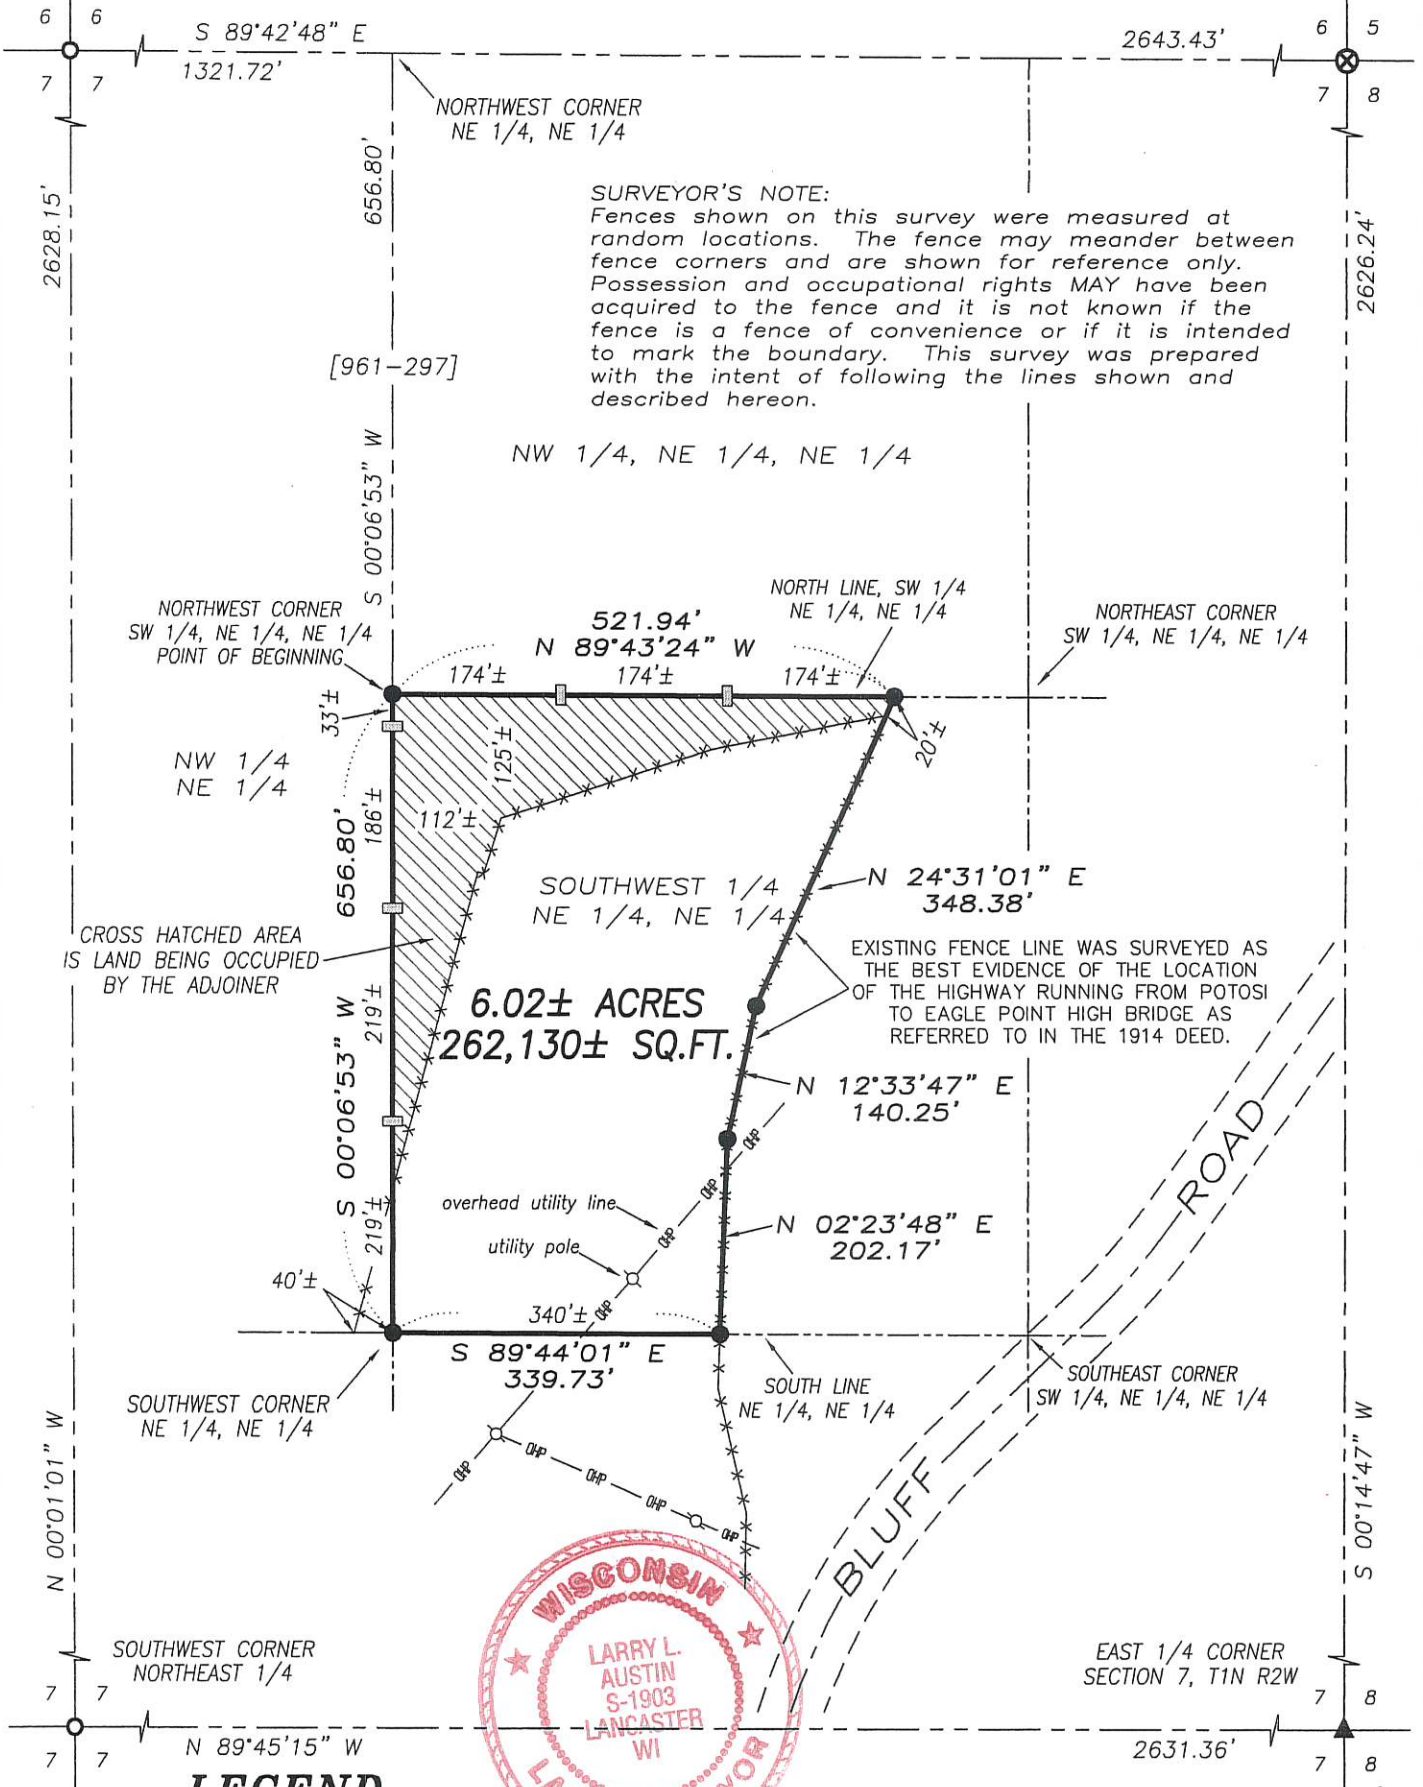 6 6
S 89°42'48" E
2643.43'
6 5
7 7
1321.72'
7 8
NORTHWEST CORNER
NE 1/4, NE 1/4
2628.15'
656.80'
2626.24'
SURVEYOR'S NOTE:
Fences shown on this survey were measured at
random locations. The fence may meander between
fence corners and are shown for reference only.
Possession and occupational rights MAY have been
acquired to the fence and it is not known if the
fence is a fence of convenience or if it is intended
to mark the boundary. This survey was prepared
with the intent of following the lines shown and
described hereon.
[961-297]
S 00°06'53" W
NW 1/4, NE 1/4, NE 1/4
NORTHWEST CORNER
SW 1/4, NE 1/4, NE 1/4
POINT OF BEGINNING
521.94'
N 89°43'24" W
NORTH LINE, SW 1/4
NE 1/4, NE 1/4
NORTHEAST CORNER
SW 1/4, NE 1/4, NE 1/4
174'±
174'±
174'±
33'±
20'±
125'±
NW 1/4
NE 1/4
186'±
112'±
656.80'
S 00°06'53" W
SOUTHWEST 1/4
NE 1/4, NE 1/4
N 24°31'01" E
348.38'
CROSS HATCHED AREA
IS LAND BEING OCCUPIED
BY THE ADJOINER
EXISTING FENCE LINE WAS SURVEYED AS
THE BEST EVIDENCE OF THE LOCATION
OF THE HIGHWAY RUNNING FROM POTOSI
TO EAGLE POINT HIGH BRIDGE AS
REFERRED TO IN THE 1914 DEED.
6.02± ACRES
262,130± SQ.FT.
219'±
N 12°33'47" E
140.25'
OHP
OHP
overhead utility line
OHP
utility pole
N 02°23'48" E
202.17'
219'±
40'±
340'±
OHP
S 89°44'01" E
339.73'
SOUTHWEST CORNER
NE 1/4, NE 1/4
SOUTH LINE
NE 1/4, NE 1/4
SOUTHEAST CORNER
SW 1/4, NE 1/4, NE 1/4
BLUFF ROAD
OHP
OHP
OHP
OHP
OHP
N 00°01'01" W
S 00°14'47" W
WISCONSIN
LARRY L.
AUSTIN
S-1903
LANCASTER
WI
SOUTHWEST CORNER
NORTHEAST 1/4
EAST 1/4 CORNER
SECTION 7, T1N R2W
7 7
7 8
N 89°45'15" W
2631.36'
7 7
7 8
LEGEND